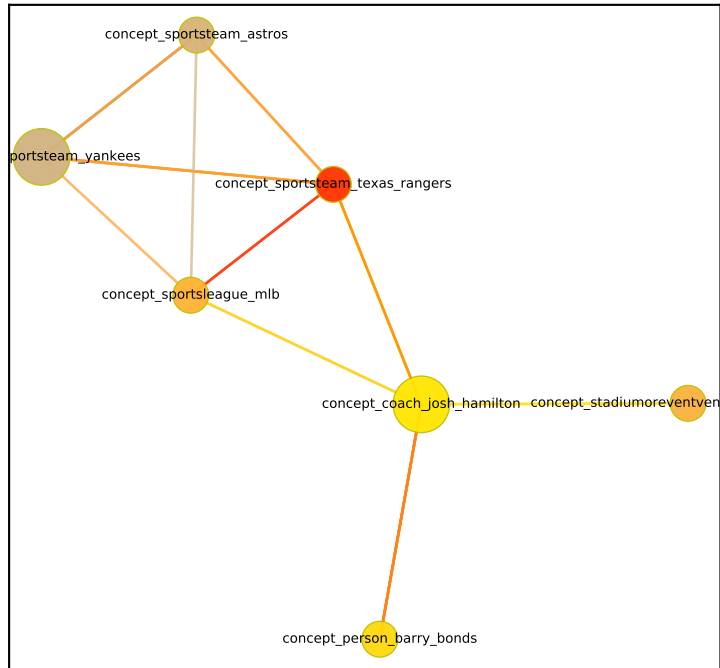 concept_sportsteam_astros
portsteam_yankees
concept_sportsteam_texas_rangers
concept_sportsleague_mlb
concept_coach_josh_hamilton
concept_stadiumoreventven
concept_person_barry_bonds